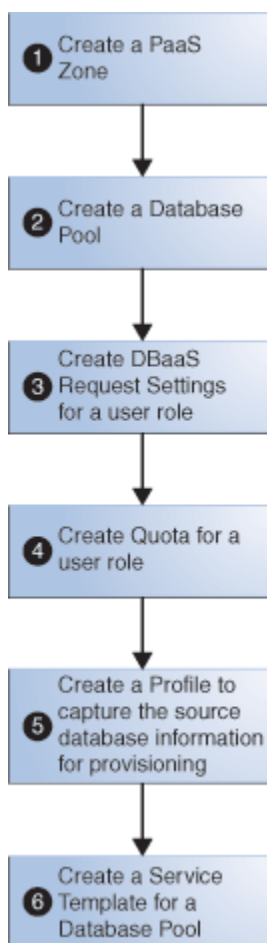 1 Create a PaaS
Zone
2 Create a Database
Pool
Create DBaaS
3 Request Settings
for a user role
4 Create Quota for a
user role
Create a Profile to
capture the source
5 database information
for provisioning
Create a Service
6 Template for a
Database Pool